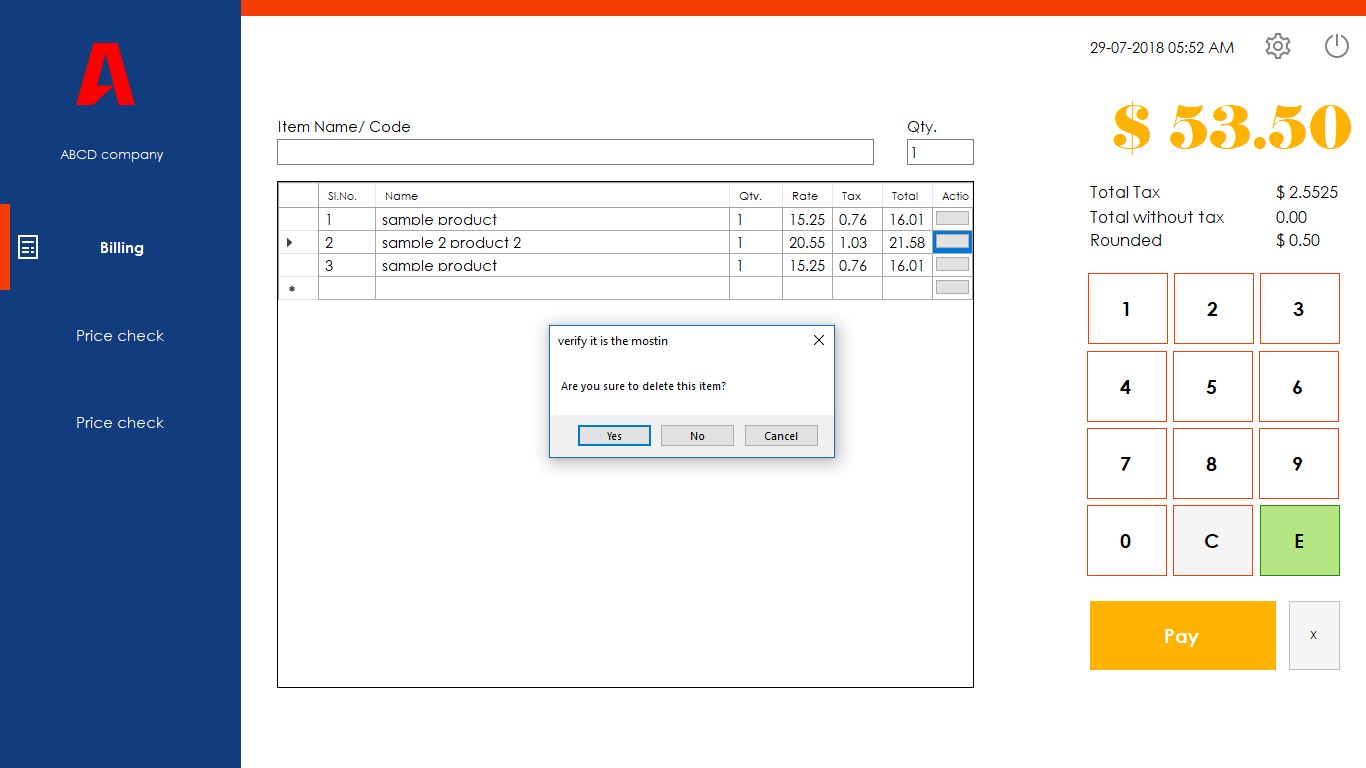 29-07-2018 05:52 AM
ABCD company
Billing
Price check
Price check
Item Name/ Code
Qty.
1
Sl.No. Name Qty. Rate Tax Total Actio
1 sample product 1 15.25 0.76 16.01
2 sample 2 product 2 1 20.55 1.03 21.58
3 sample product 1 15.25 0.76 16.01
verify it is the mostin
Are you sure to delete this item?
Yes No Cancel
$ 53.50
Total Tax $ 2.5525
Total without tax 0.00
Rounded $ 0.50
1 2 3
4 5 6
7 8 9
0 C E
Pay x